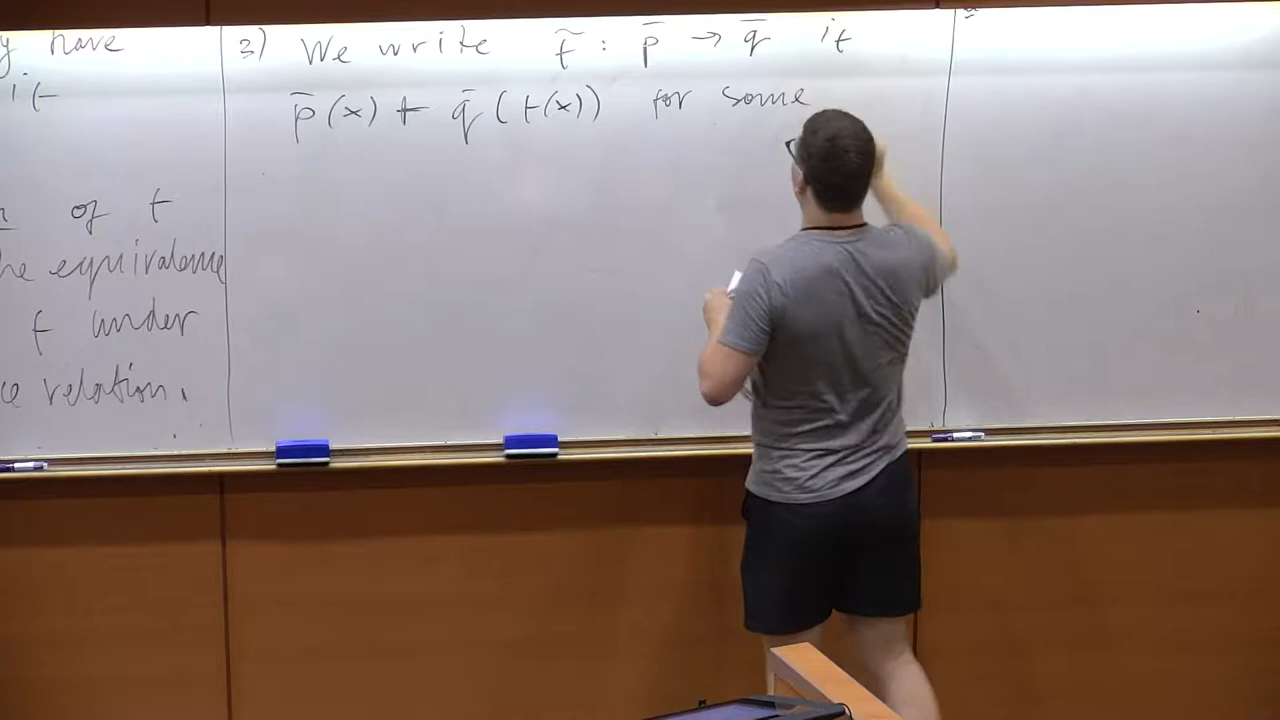 y have
it
of t
he equivalence
f under
ce relation.
3) We write f̃ : p̄ → q̄ if
p̄(x) ⊢ q̄(f(x)) for some